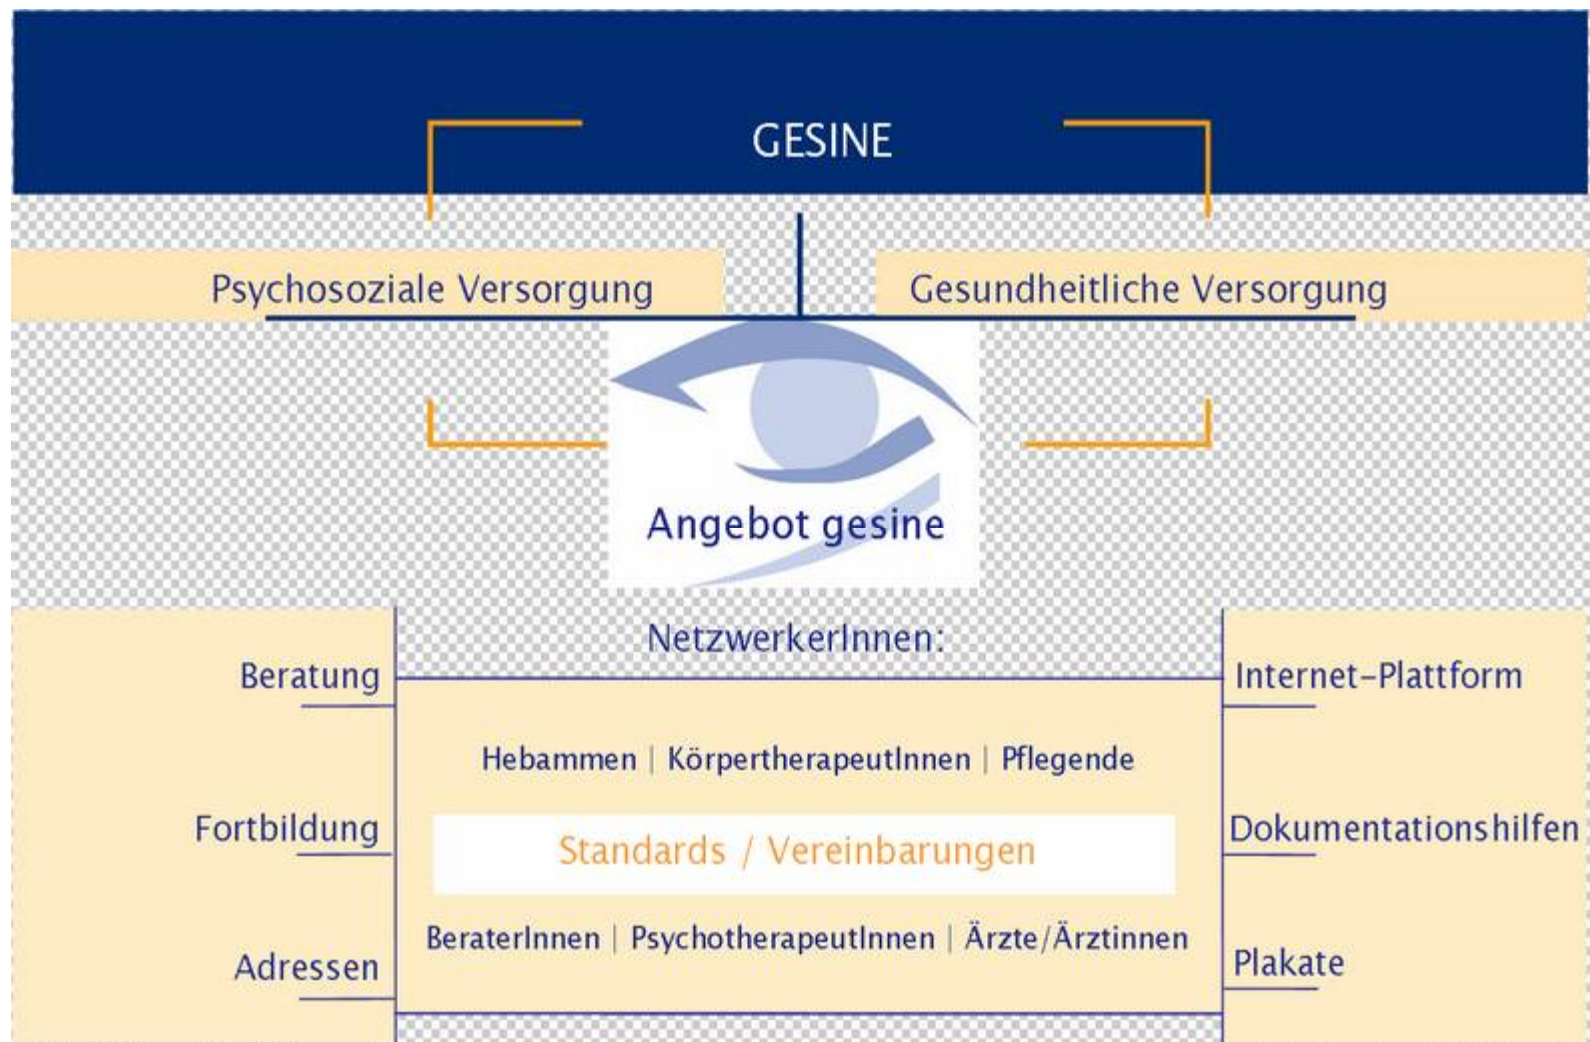 GESINE
Psychosoziale Versorgung
Gesundheitliche Versorgung
Angebot gesine
NetzwerkerInnen:
Beratung
Fortbildung
Adressen
Hebammen | KörpertherapeutInnen | Pflegende
Standards / Vereinbarungen
BeraterInnen | PsychotherapeutInnen | Ärzte/Ärztinnen
Internet-Plattform
Dokumentationshilfen
Plakate